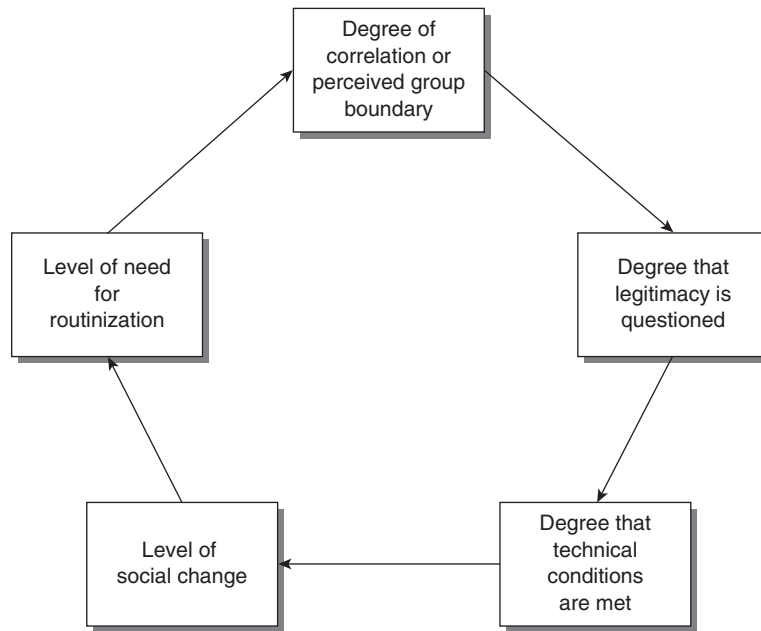 Degree of
correlation or
perceived group
boundary
Degree that
legitimacy is
questioned
Degree that
technical
conditions
are met
Level of
social change
Level of need
for
routinization